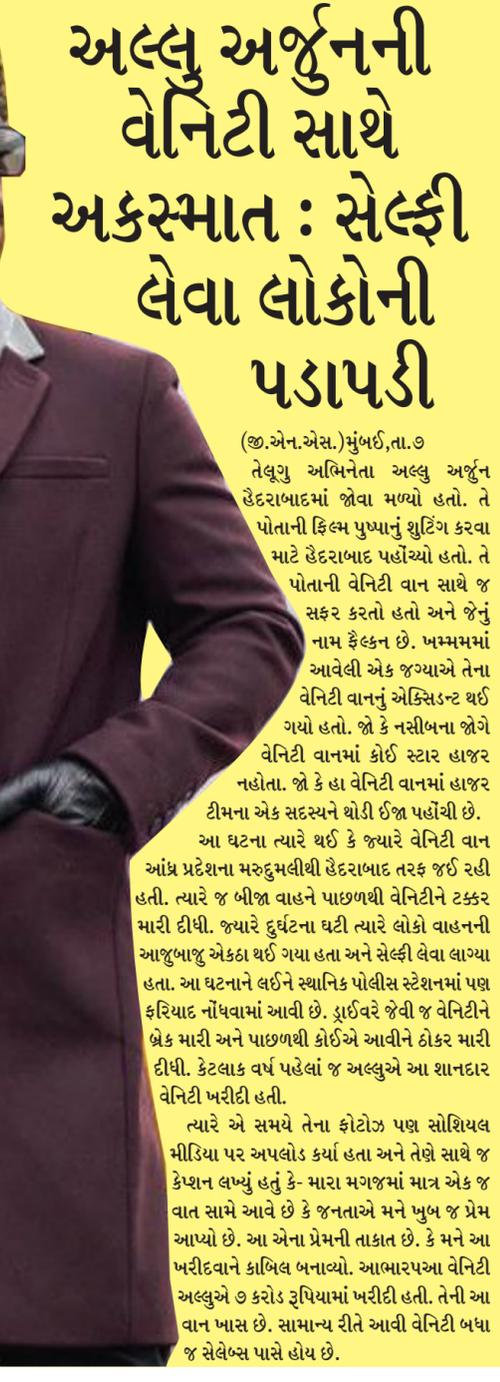 અલ્લુ અર્જુનની
વેનિટી સાથે
અકસ્માત : સેલ્ફી
લેવા લોકોની
પડાપડી
(જી.એન.એસ.)મુંબઈ,તા.૭
તેલૂગુ અભિનેતા અલ્લુ અર્જુન
હૈદરાબાદમાં જોવા મળ્યો હતો. તે
પોતાની ફિલ્મ પુષ્પાનું શુટિંગ કરવા
માટે હૈદરાબાદ પહોંચ્યો હતો. તે
પોતાની વેનિટી વાન સાથે જ
સફર કરતો હતો અને જેનું
નામ ફૈલ્કન છે. ખમ્મમમાં
આવેલી એક જગ્યાએ તેના
વેનિટી વાનનું એક્સિડન્ટ થઈ
ગયો હતો. જો કે નસીબના જોગે
વેનિટી વાનમાં કોઈ સ્ટાર હાજર
નહોતા. જો કે હા વેનિટી વાનમાં હાજર
ટીમના એક સદસ્યને થોડી ઈજા પહોંચી છે.
આ ઘટના ત્યારે થઈ કે જ્યારે વેનિટી વાન
આંધ્ર પ્રદેશના મરુદુમલીથી હૈદરાબાદ તરફ જઈ રહી
હતી. ત્યારે જ બીજા વાહને પાછળથી વેનિટીને ટક્કર
મારી દીધી. જ્યારે દુર્ઘટના ઘટી ત્યારે લોકો વાહનની
આજુબાજુ એકઠા થઈ ગયા હતા અને સેલ્ફી લેવા લાગ્યા
હતા. આ ઘટનાને લઈને સ્થાનિક પોલીસ સ્ટેશનમાં પણ
ફરિયાદ નોંધવામાં આવી છે. ડ્રાઈવરે જેવી જ વેનિટીને
બ્રેક મારી અને પાછળથી કોઈએ આવીને ઠોકર મારી
દીધી. કેટલાક વર્ષ પહેલાં જ અલ્લુએ આ શાનદાર
વેનિટી ખરીદી હતી.
ત્યારે એ સમયે તેના ફોટોઝ પણ સોશિયલ
મીડિયા પર અપલોડ કર્યા હતા અને તેણે સાથે જ
કેપ્શન લખ્યું હતું કે- મારા મગજમાં માત્ર એક જ
વાત સામે આવે છે કે જનતાએ મને ખુબ જ પ્રેમ
આપ્યો છે. આ એના પ્રેમની તાકાત છે. કે મને આ
ખરીદવાને કાબિલ બનાવ્યો. આભારપઆ વેનિટી
અલ્લુએ ૭ કરોડ રૂપિયામાં ખરીદી હતી. તેની આ
વાન ખાસ છે. સામાન્ય રીતે આવી વેનિટી બધા
જ સેલેબ્સ પાસે હોય છે.